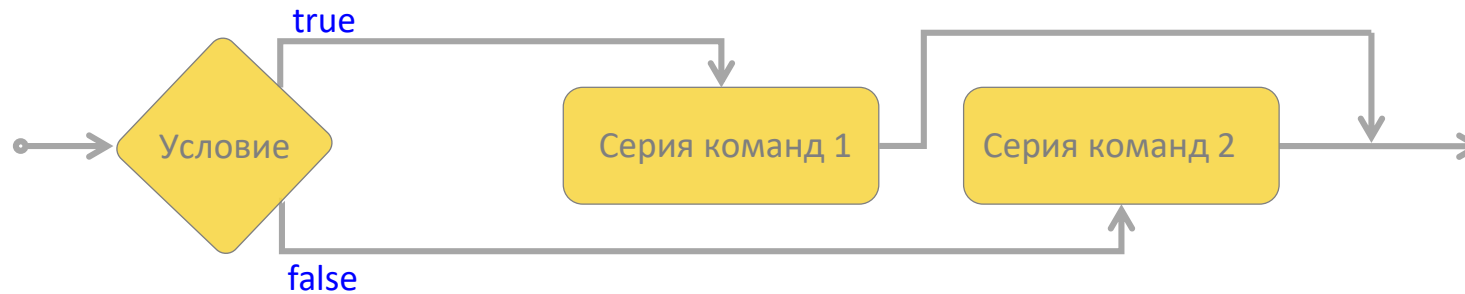 true
Условие
Серия команд 1
Серия команд 2
false